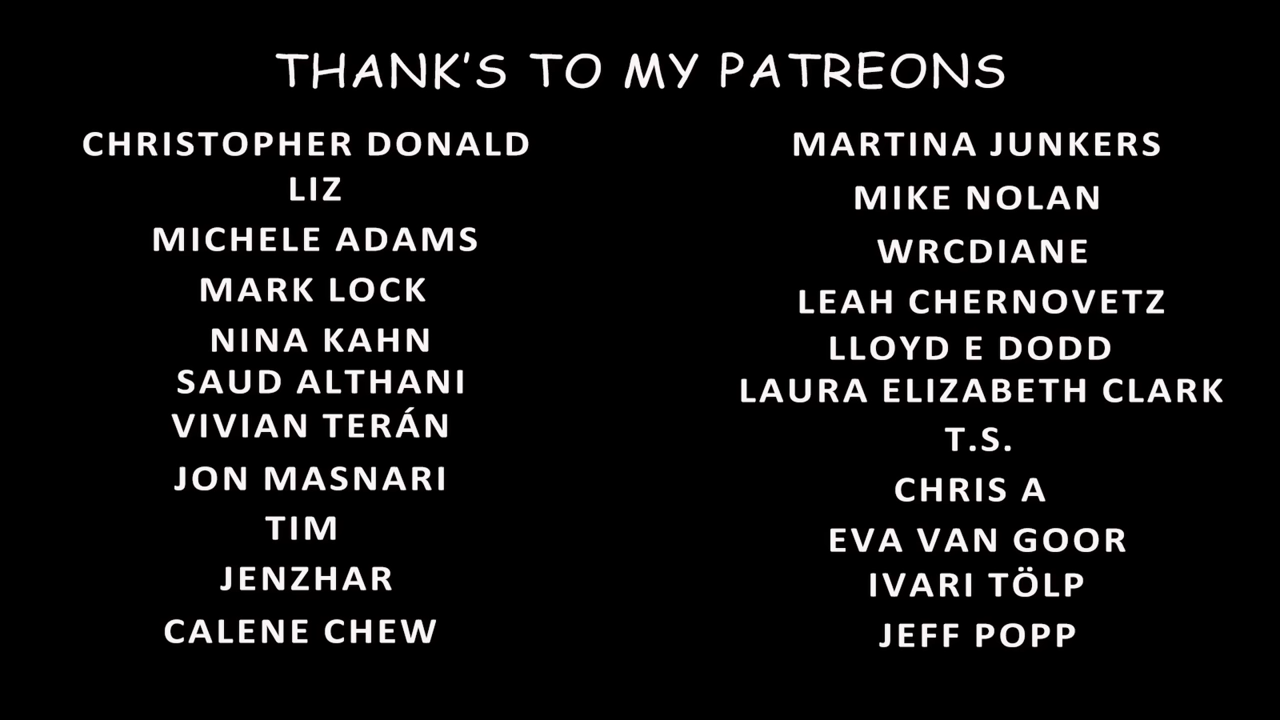 THANK'S TO MY PATREONS
CHRISTOPHER DONALD
LIZ
MICHELE ADAMS
MARK LOCK
NINA KAHN
SAUD ALTHANI
VIVIAN TERÁN
JON MASNARI
TIM
JENZHAR
CALENE CHEW
MARTINA JUNKERS
MIKE NOLAN
WRCDIANE
LEAH CHERNOVETZ
LLOYD E DODD
LAURA ELIZABETH CLARK
T.S.
CHRIS A
EVA VAN GOOR
IVARI TÖLP
JEFF POPP